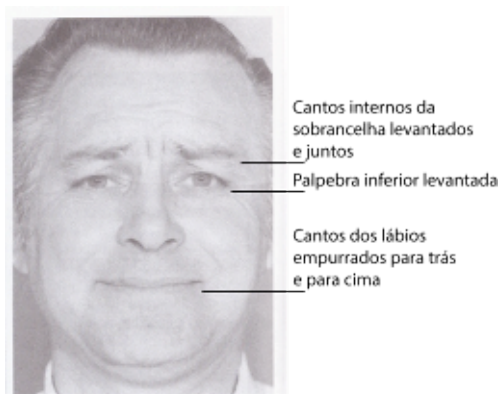 Cantos internos da
sobrancelha levantados
e juntos
Palpebra inferior levantada
Cantos dos lábios
empurrados para trás
e para cima